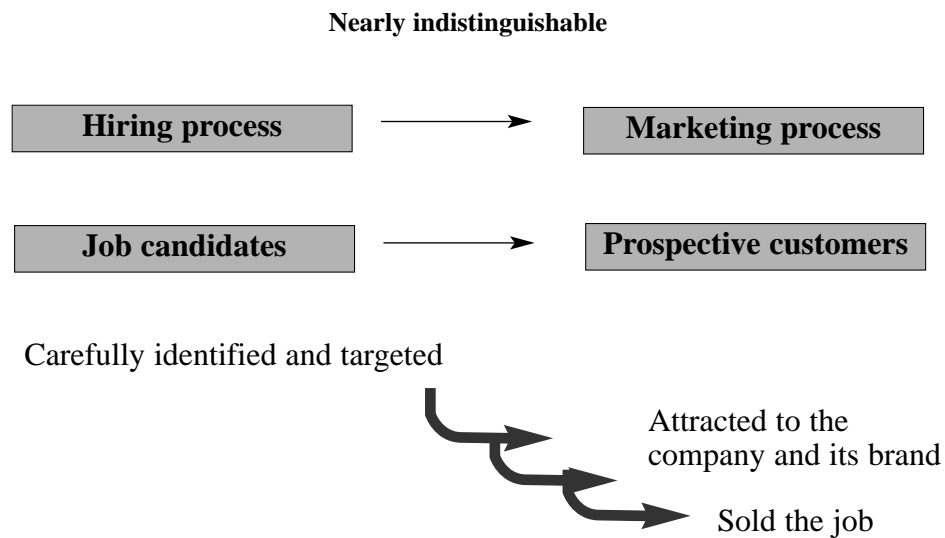 Nearly indistinguishable
Hiring process
Marketing process
Job candidates
Prospective customers
Carefully identified and targeted
Attracted to the
company and its brand
Sold the job